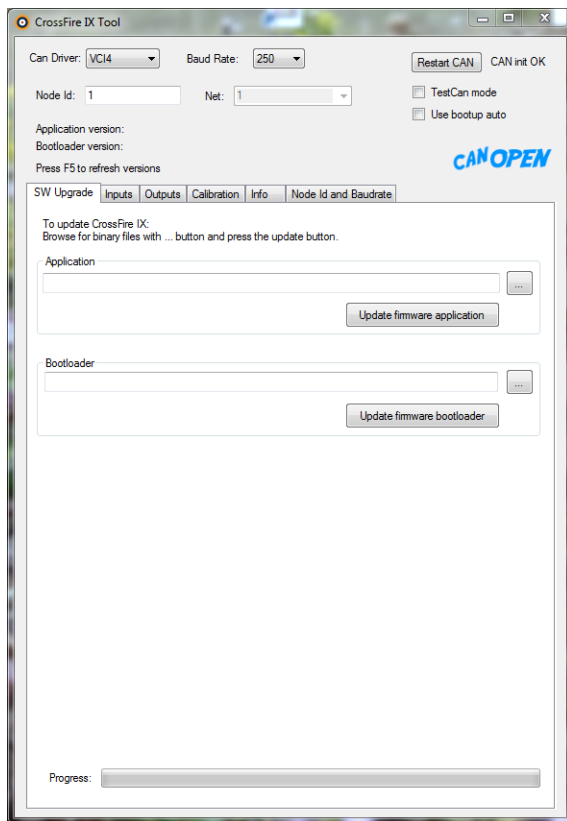 CrossFire IX Tool
Can Driver: VCI4 Baud Rate: 250 Restart CAN CAN init OK
Node Id: 1 Net: 1 TestCan mode
Use bootup auto
Application version:
Bootloader version:
Press F5 to refresh versions
CANOPEN
SW Upgrade Inputs Outputs Calibration Info Node Id and Baudrate
To update CrossFire IX:
Browse for binary files with ... button and press the update button.
Application
...
Update firmware application
Bootloader
...
Update firmware bootloader
Progress: